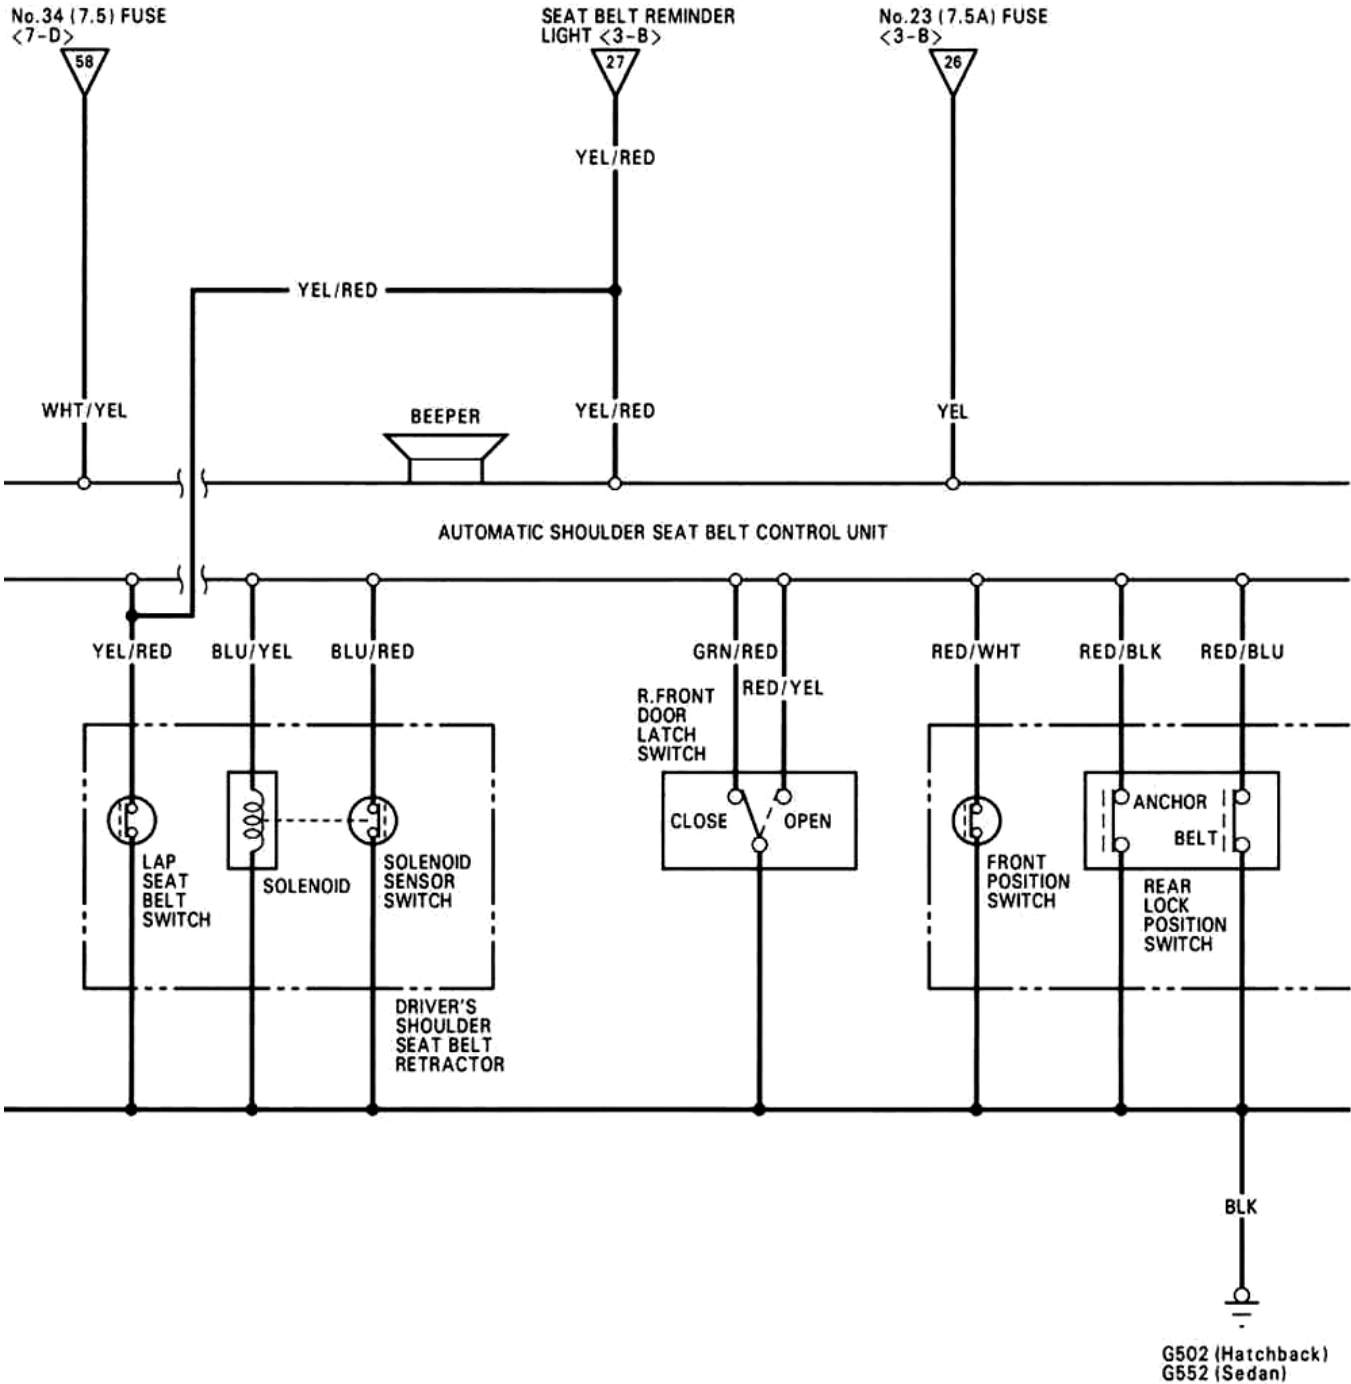 No.34 (7.5) FUSE
<7-D>
58
SEAT BELT REMINDER
LIGHT <3-B>
27
No.23 (7.5A) FUSE
<3-B>
26
YEL/RED
YEL/RED
WHT/YEL
BEEPER
YEL/RED
YEL
AUTOMATIC SHOULDER SEAT BELT CONTROL UNIT
YEL/RED
BLU/YEL
BLU/RED
GRN/RED
RED/YEL
RED/WHT
RED/BLK
RED/BLU
R.FRONT
DOOR
LATCH
SWITCH
CLOSE
OPEN
ANCHOR
BELT
LAP
SEAT
BELT
SWITCH
SOLENOID
SOLENOID
SENSOR
SWITCH
FRONT
POSITION
SWITCH
REAR
LOCK
POSITION
SWITCH
DRIVER'S
SHOULDER
SEAT BELT
RETRACTOR
BLK
G502 (Hatchback)
G552 (Sedan)